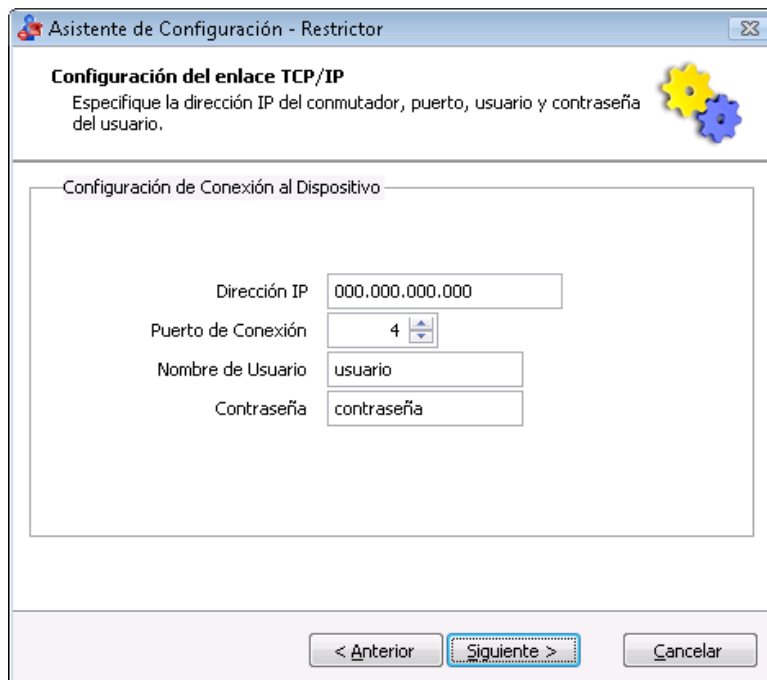 Asistente de Configuración - Restrictor
Configuración del enlace TCP/IP
Especifique la dirección IP del conmutador, puerto, usuario y contraseña
del usuario.
Configuración de Conexión al Dispositivo
Dirección IP 000.000.000.000
Puerto de Conexión 4
Nombre de Usuario usuario
Contraseña contraseña
< Anterior Siguiente > Cancelar